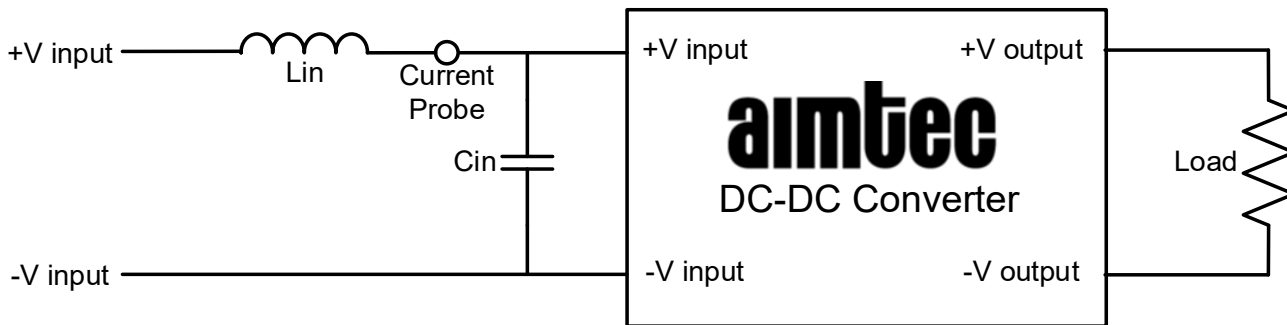 +V input
Lin
Current
Probe
Cin
-V input
+V input
+V output
aimtec
DC-DC Converter
-V input
-V output
Load